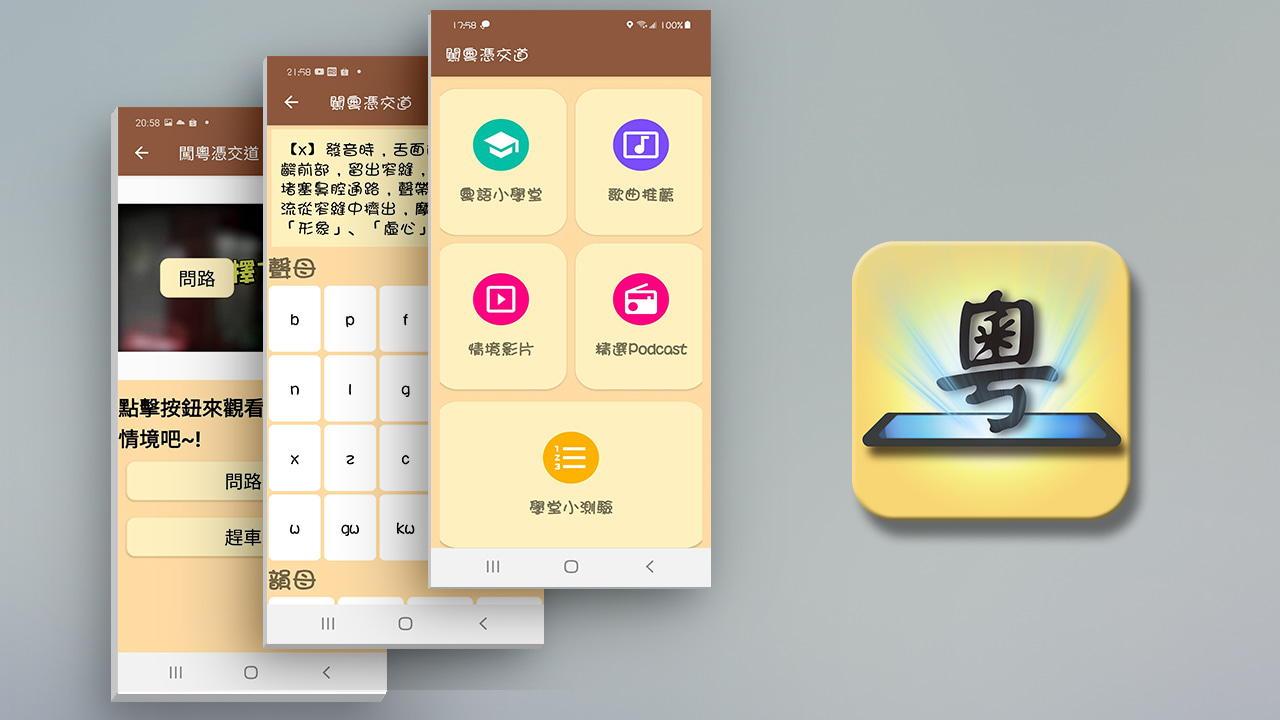 20:58
闖粵憑交道
問路
擇
點擊按鈕來觀看
情境吧~!
問路
趕車
21:58
闖粵憑交道
【x】發音時，舌面
齦前部，留出窄縫，
堵塞鼻腔通路，聲帶
流從窄縫中擠出，摩
「形象」、「虛心」
聲母
b p f
n l g
x z c
w gw kw
韻母
17:58 100%
闖粵憑交道
粵語小學堂 歌曲推薦
情境影片 精選Podcast
學堂小測驗
粵